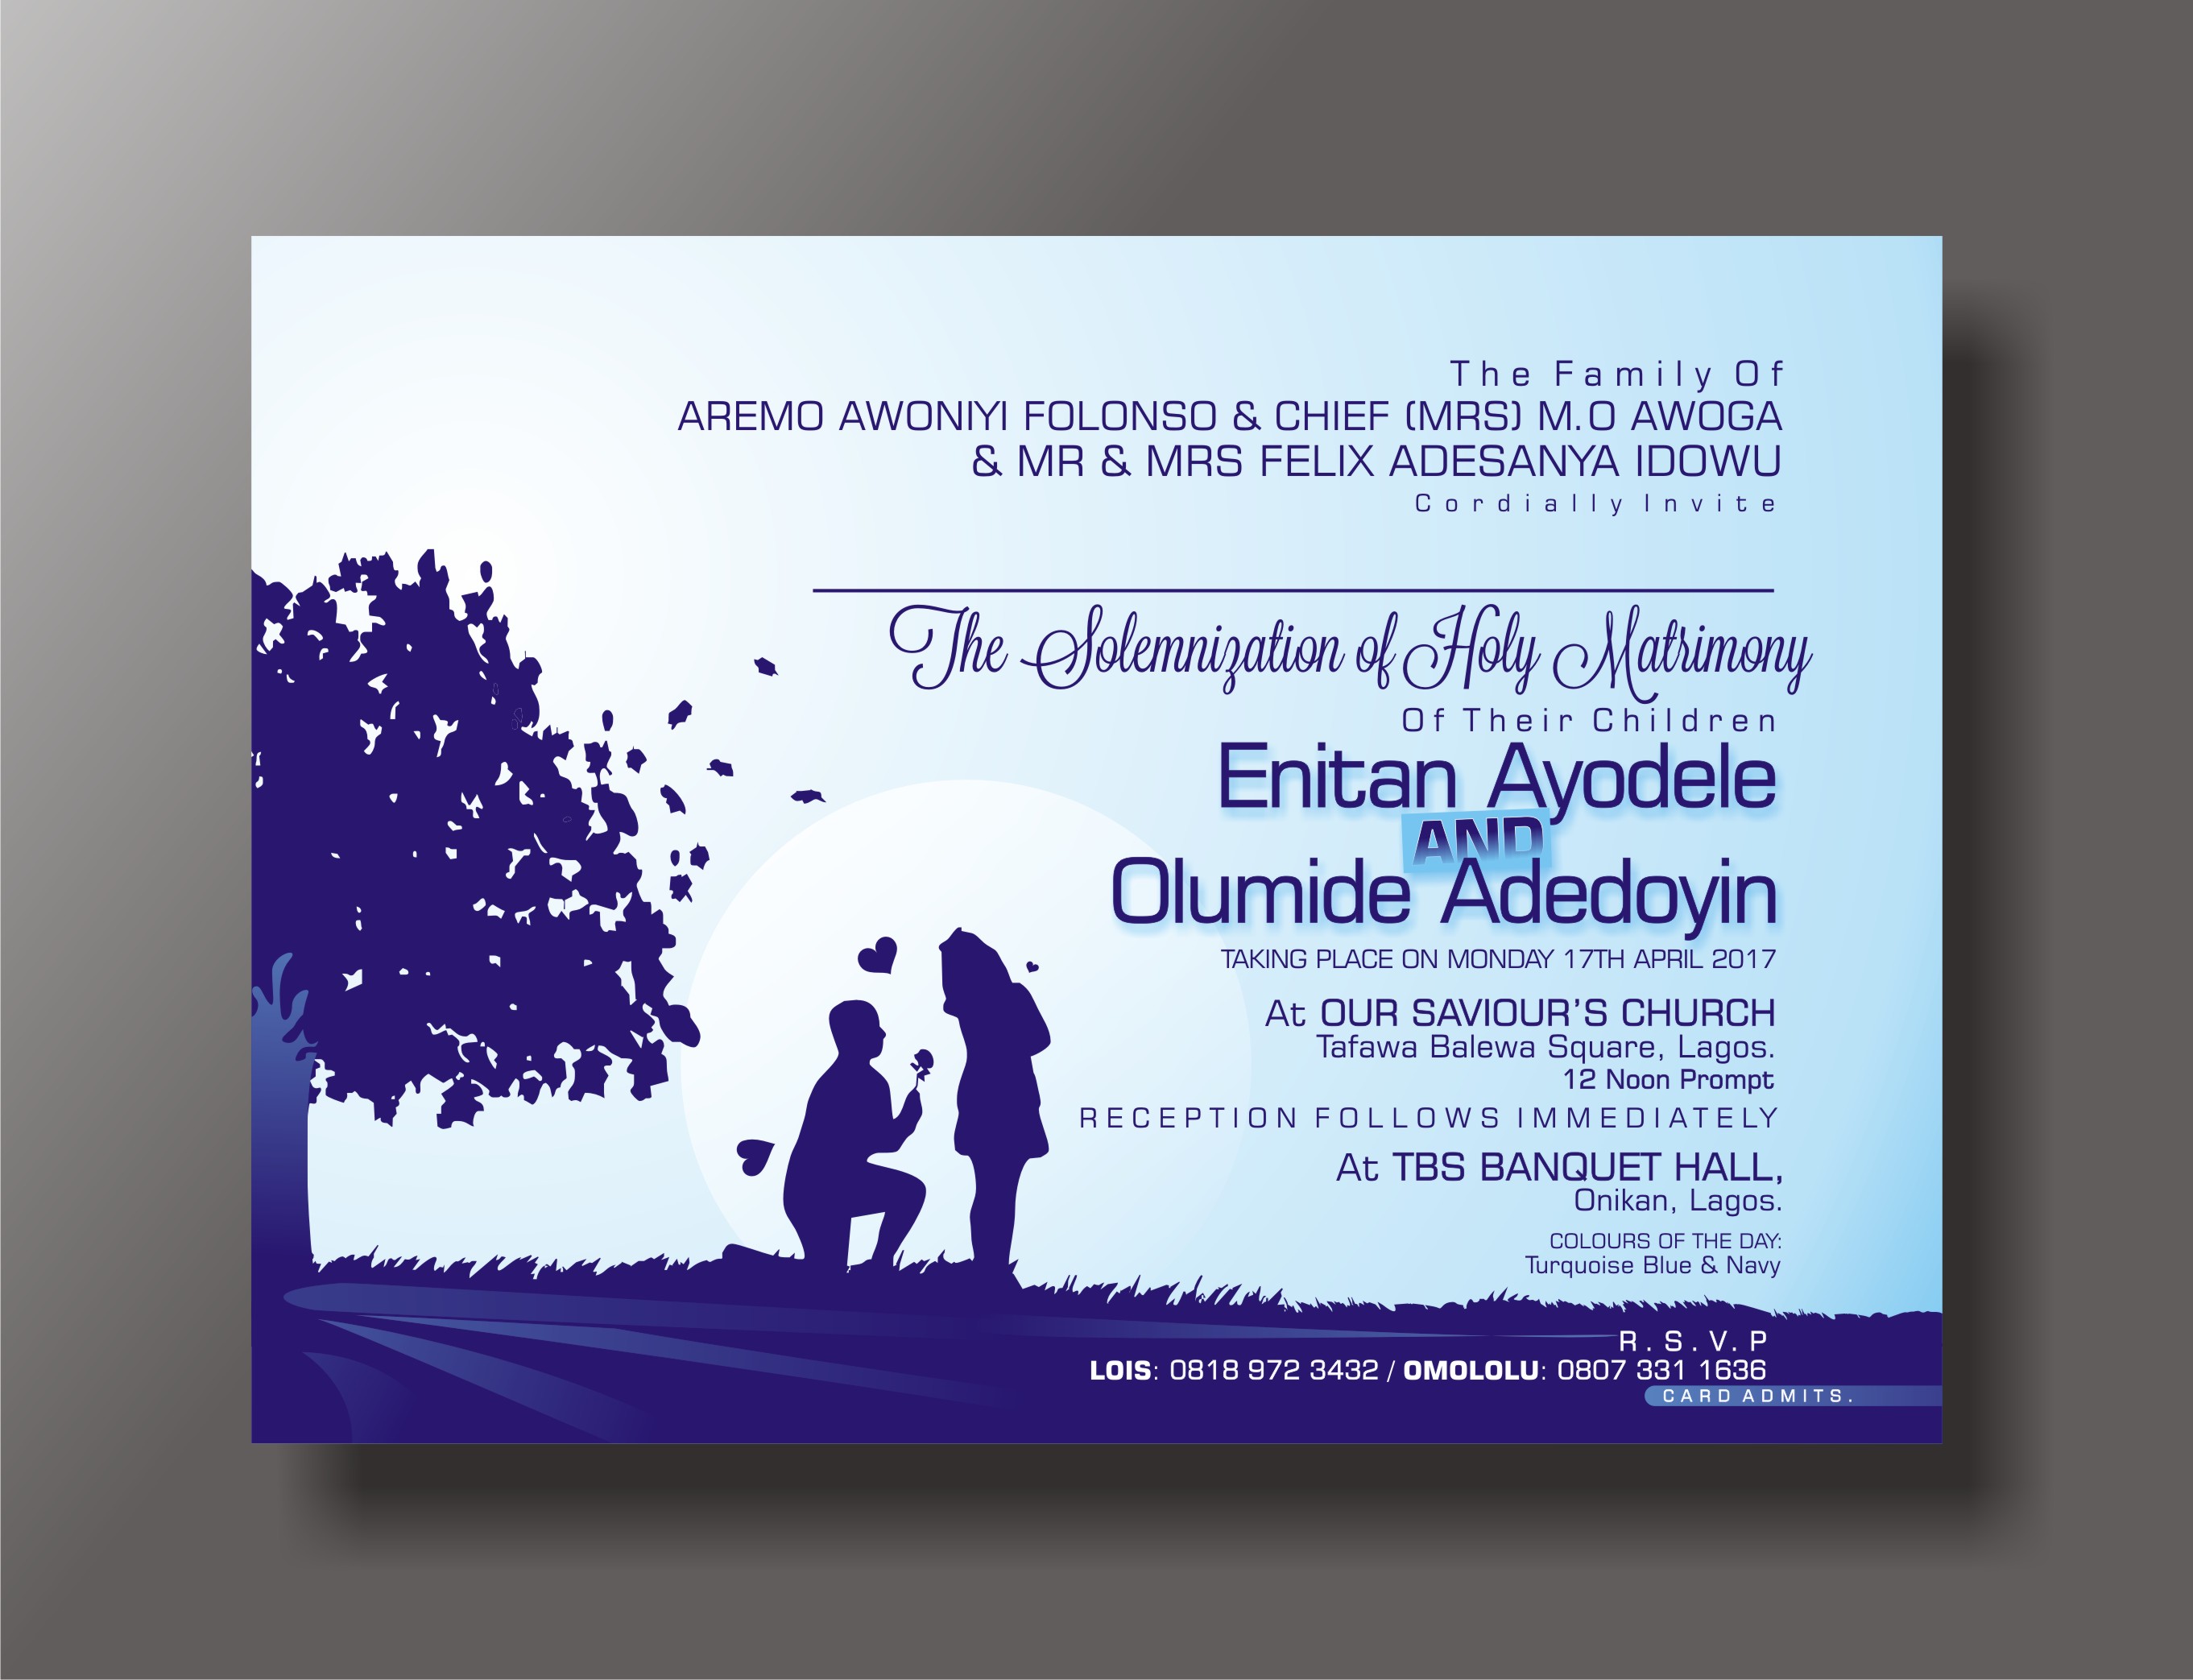 The Family Of
AREMO AWONIYI FOLONSO & CHIEF (MRS) M.O AWOGA
& MR & MRS FELIX ADESANYA IDOWU
Cordially Invite
The Solemnization of Holy Matrimony
Of Their Children
Enitan Ayodele
AND
Olumide Adedoyin
TAKING PLACE ON MONDAY 17TH APRIL 2017
At OUR SAVIOUR'S CHURCH
Tafawa Balewa Square, Lagos.
12 Noon Prompt
RECEPTION FOLLOWS IMMEDIATELY
At TBS BANQUET HALL,
Onikan, Lagos.
COLOURS OF THE DAY:
Turquoise Blue & Navy
R.S.V.P
LOIS: 0818 972 3432 / OMOLOLU: 0807 331 1636
CARD ADMITS.